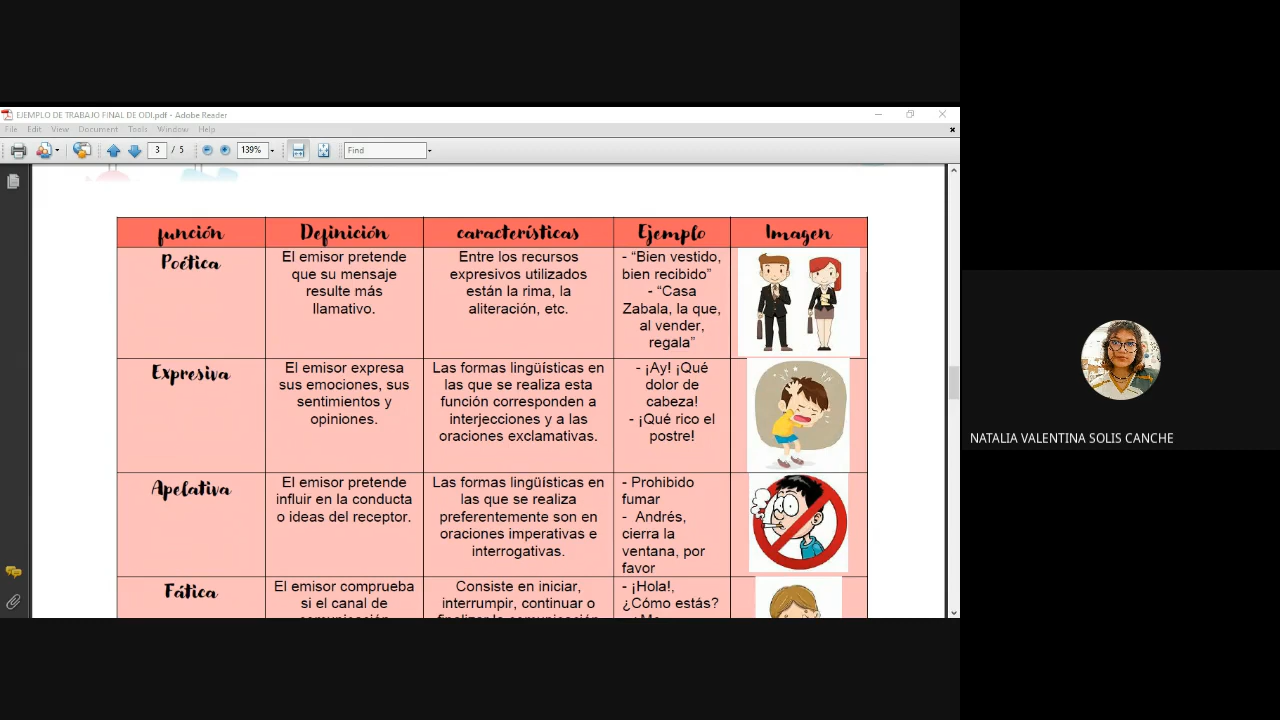 EJEMPLO DE TRABAJO FINAL DE ODI.pdf - Adobe Reader
File Edit View Document Tools Window Help
3 / 5 139% Find
función Definición características Ejemplo Imagen
Poética
El emisor pretende
que su mensaje
resulte más
llamativo.
Entre los recursos
expresivos utilizados
están la rima, la
aliteración, etc.
- “Bien vestido,
bien recibido”
- “Casa
Zabala, la que,
al vender,
regala”
Expresiva
El emisor expresa
sus emociones, sus
sentimientos y
opiniones.
Las formas lingüísticas en
las que se realiza esta
función corresponden a
interjecciones y a las
oraciones exclamativas.
- ¡Ay! ¡Qué
dolor de
cabeza!
- ¡Qué rico el
postre!
Apelativa
El emisor pretende
influir en la conducta
o ideas del receptor.
Las formas lingüísticas en
las que se realiza
preferentemente son en
oraciones imperativas e
interrogativas.
- Prohibido
fumar
- Andrés,
cierra la
ventana, por
favor
Fática
El emisor comprueba
si el canal de
Consiste en iniciar,
interrumpir, continuar o
- ¡Hola!,
¿Cómo estás?
NATALIA VALENTINA SOLIS CANCHE